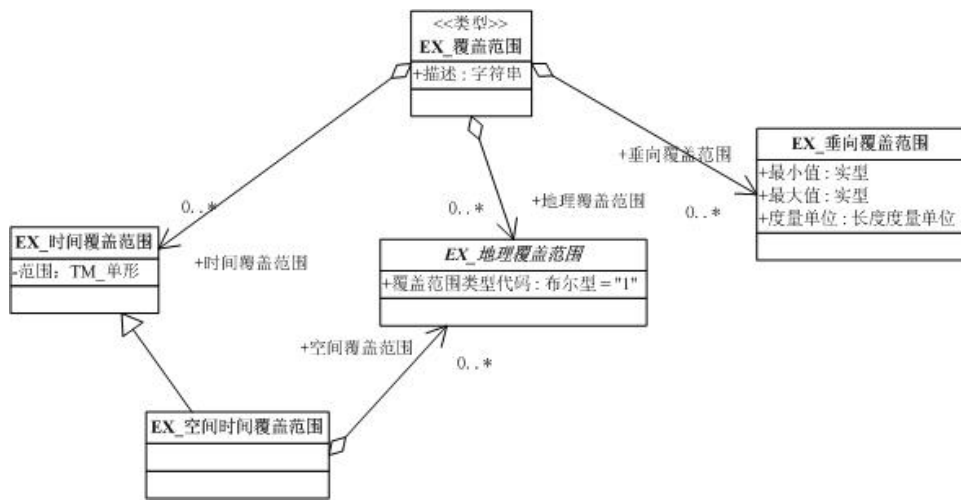 <<类型>>
EX_覆盖范围
+描述:字符串
+垂向覆盖范围
0..*
EX_垂向覆盖范围
+最小值:实型
+最大值:实型
+度量单位:长度度量单位
0..*
+时间覆盖范围
0..*
+地理覆盖范围
EX_时间覆盖范围
-范围：TM_单形
EX_地理覆盖范围
+覆盖范围类型代码:布尔型="1"
+空间覆盖范围
0..*
EX_空间时间覆盖范围